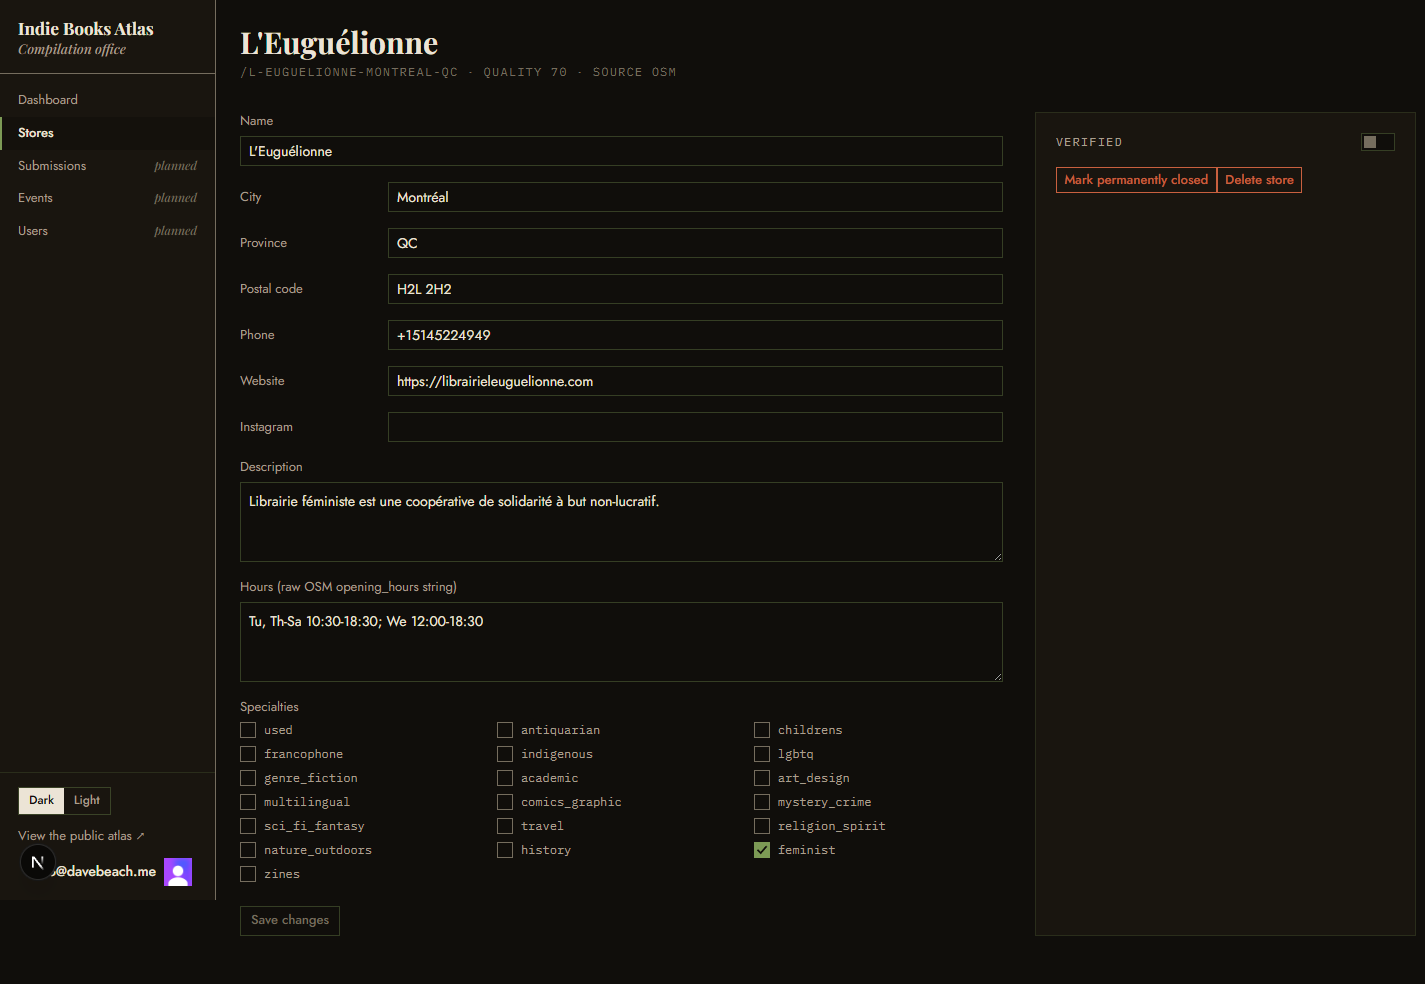 Indie Books Atlas
Compilation office
Dashboard
Stores
Submissions planned
Events planned
Users planned
Dark Light
View the public atlas ↗
N @davebeach.me
L'Euguélionne
/L-EUGUELIONNE-MONTREAL-QC · QUALITY 70 · SOURCE OSM
Name
L'Euguélionne
City Montréal
Province QC
Postal code H2L 2H2
Phone +15145224949
Website https://librairieleuguelionne.com
Instagram
Description
Librairie féministe est une coopérative de solidarité à but non-lucratif.
Hours (raw OSM opening_hours string)
Tu, Th-Sa 10:30-18:30; We 12:00-18:30
Specialties
used antiquarian childrens
francophone indigenous lgbtq
genre_fiction academic art_design
multilingual comics_graphic mystery_crime
sci_fi_fantasy travel religion_spirit
nature_outdoors history feminist
zines
Save changes
VERIFIED
Mark permanently closed Delete store